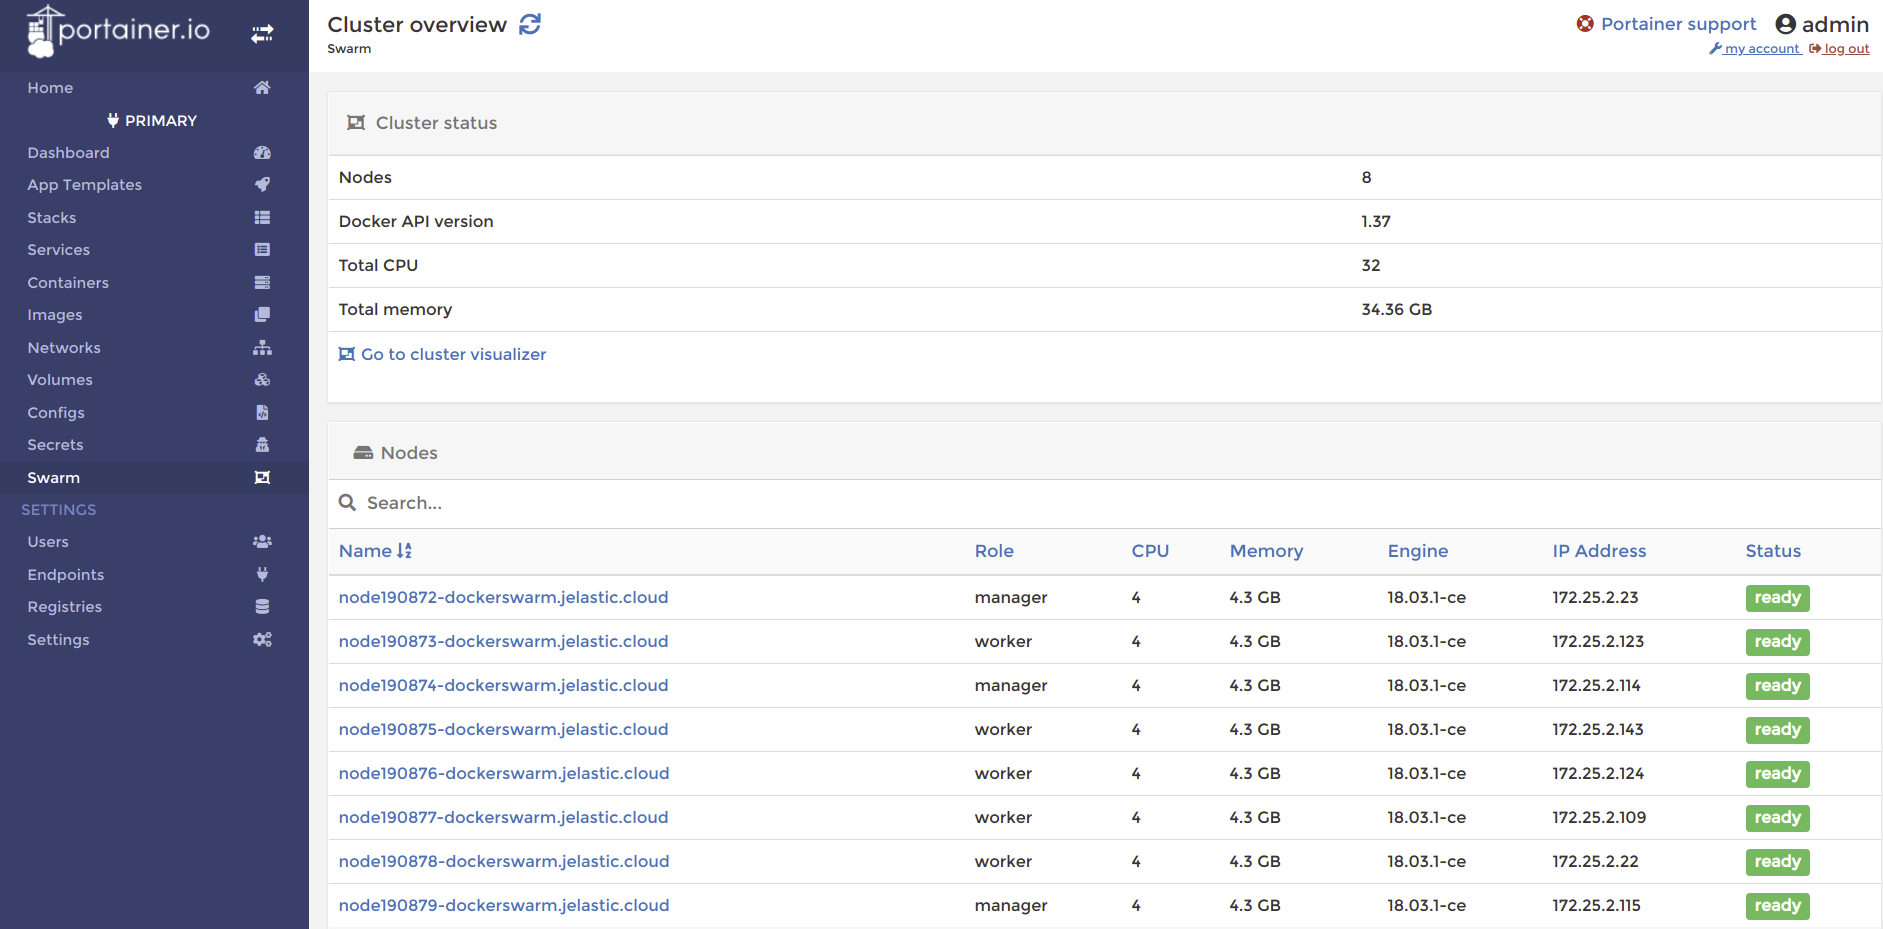 portainer.io
Home
PRIMARY
Dashboard
App Templates
Stacks
Services
Containers
Images
Networks
Volumes
Configs
Secrets
Swarm
SETTINGS
Users
Endpoints
Registries
Settings
Cluster overview
Swarm
Portainer support admin
my account log out
Cluster status
Nodes 8
Docker API version 1.37
Total CPU 32
Total memory 34.36 GB
Go to cluster visualizer
Nodes
Search...
Name Role CPU Memory Engine IP Address Status
node190872-dockerswarm.jelastic.cloud manager 4 4.3 GB 18.03.1-ce 172.25.2.23 ready
node190873-dockerswarm.jelastic.cloud worker 4 4.3 GB 18.03.1-ce 172.25.2.123 ready
node190874-dockerswarm.jelastic.cloud manager 4 4.3 GB 18.03.1-ce 172.25.2.114 ready
node190875-dockerswarm.jelastic.cloud worker 4 4.3 GB 18.03.1-ce 172.25.2.143 ready
node190876-dockerswarm.jelastic.cloud worker 4 4.3 GB 18.03.1-ce 172.25.2.124 ready
node190877-dockerswarm.jelastic.cloud worker 4 4.3 GB 18.03.1-ce 172.25.2.109 ready
node190878-dockerswarm.jelastic.cloud worker 4 4.3 GB 18.03.1-ce 172.25.2.22 ready
node190879-dockerswarm.jelastic.cloud manager 4 4.3 GB 18.03.1-ce 172.25.2.115 ready